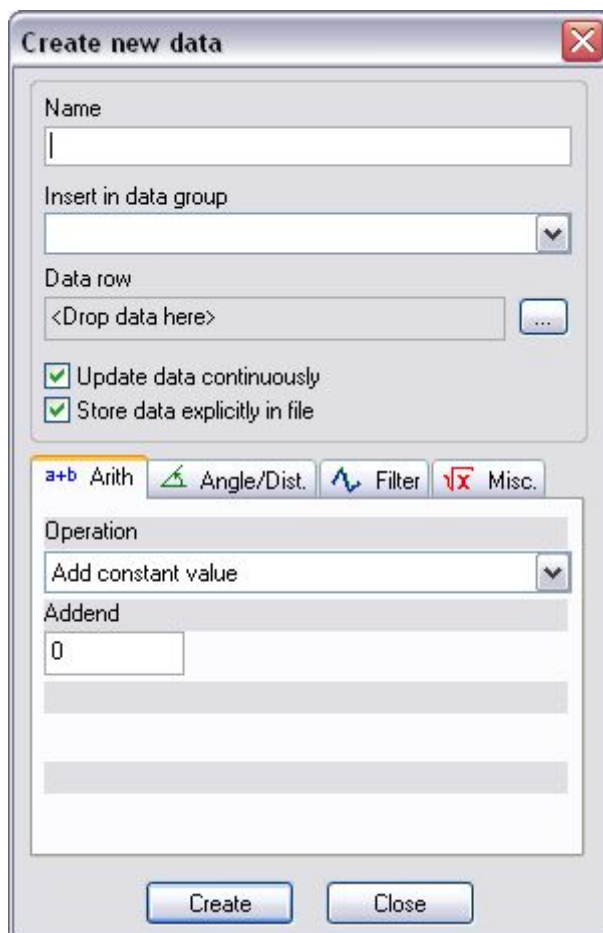 Create new data
Name
Insert in data group
Data row
<Drop data here>
...
Update data continuously
Store data explicitly in file
a+b Arith
Angle/Dist.
Filter
√x Misc.
Operation
Add constant value
Addend
0
Create
Close